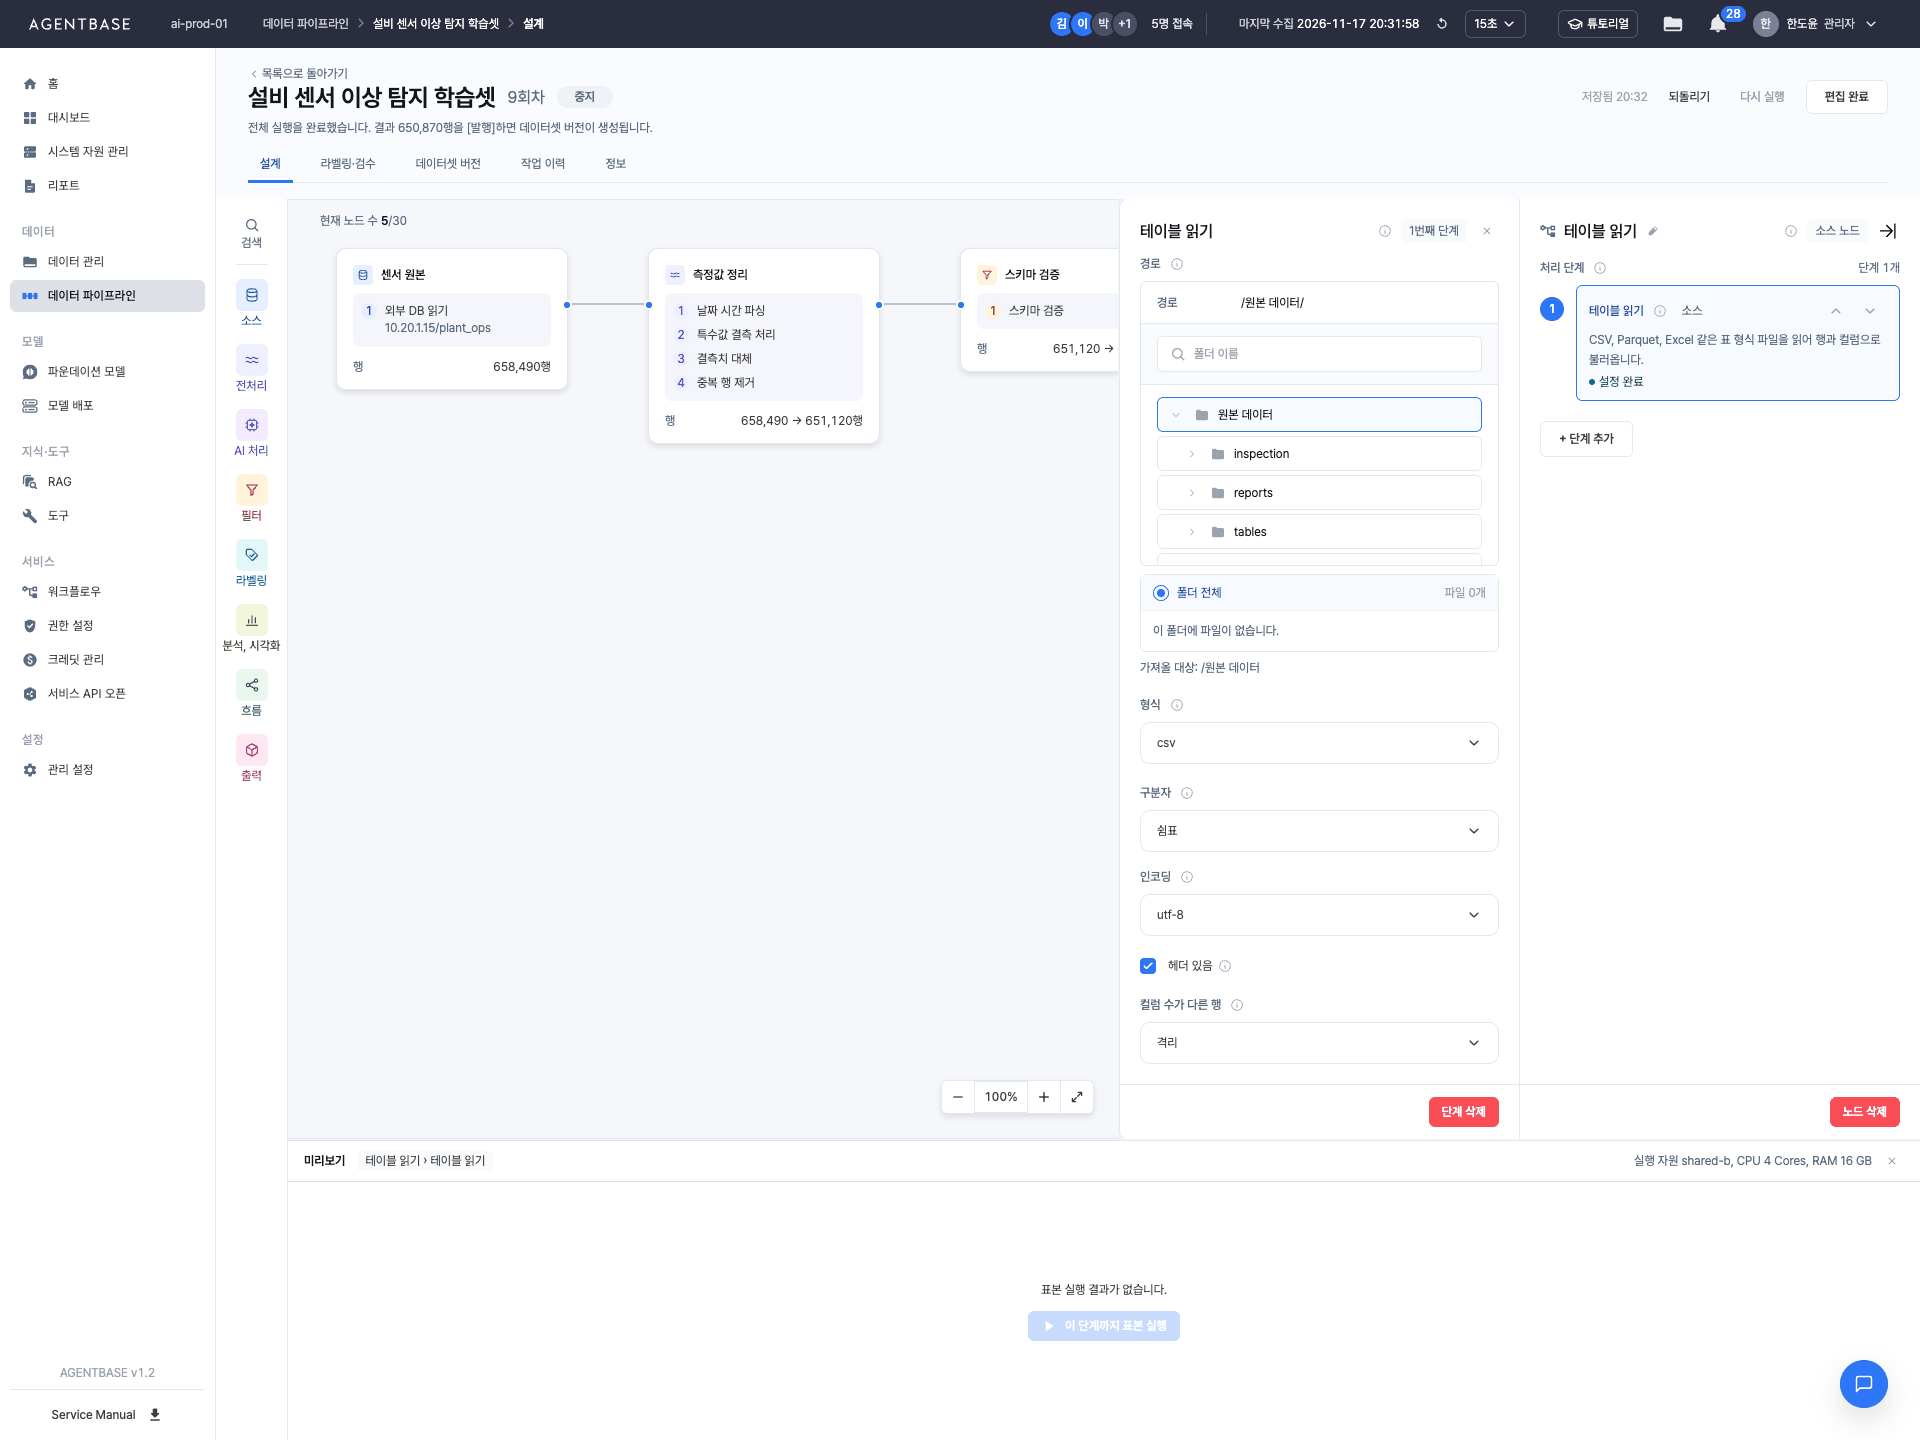 AGENTBASE
ai-prod-01
데이터 파이프라인
설비 센서 이상 탐지 학습셋
설계
김 이 박 +1
5명 접속
마지막 수집 2026-11-17 20:31:58
15초
튜토리얼
28
한
한도윤 관리자
홈
대시보드
시스템 자원 관리
리포트
데이터
데이터 관리
데이터 파이프라인
모델
파운데이션 모델
모델 배포
지식·도구
RAG
도구
서비스
워크플로우
권한 설정
크레딧 관리
서비스 API 오픈
설정
관리 설정
AGENTBASE v1.2
Service Manual
목록으로 돌아가기
설비 센서 이상 탐지 학습셋 9회차 중지
전체 실행을 완료했습니다. 결과 650,870행을 [발행]하면 데이터셋 버전이 생성됩니다.
저장됨 20:32
되돌리기
다시 실행
편집 완료
설계
라벨링·검수
데이터셋 버전
작업 이력
정보
검색
소스
전처리
AI 처리
필터
라벨링
분석, 시각화
흐름
출력
현재 노드 수 5/30
센서 원본
1 외부 DB 읽기
10.20.1.15/plant_ops
행 658,490행
측정값 정리
1 날짜 시간 파싱
2 특수값 결측 처리
3 결측치 대체
4 중복 행 제거
행 658,490 → 651,120행
스키마 검증
1 스키마 검증
행 651,120 →
100%
테이블 읽기
1번째 단계
경로
경로 /원본 데이터/
폴더 이름
원본 데이터
inspection
reports
tables
폴더 전체
파일 0개
이 폴더에 파일이 없습니다.
가져올 대상: /원본 데이터
형식
csv
구분자
쉼표
인코딩
utf-8
헤더 있음
컬럼 수가 다른 행
격리
단계 삭제
테이블 읽기
소스 노드
처리 단계
단계 1개
1
테이블 읽기 소스
CSV, Parquet, Excel 같은 표 형식 파일을 읽어 행과 컬럼으로
불러옵니다.
설정 완료
+ 단계 추가
노드 삭제
미리보기
테이블 읽기 › 테이블 읽기
실행 자원 shared-b, CPU 4 Cores, RAM 16 GB
표본 실행 결과가 없습니다.
이 단계까지 표본 실행